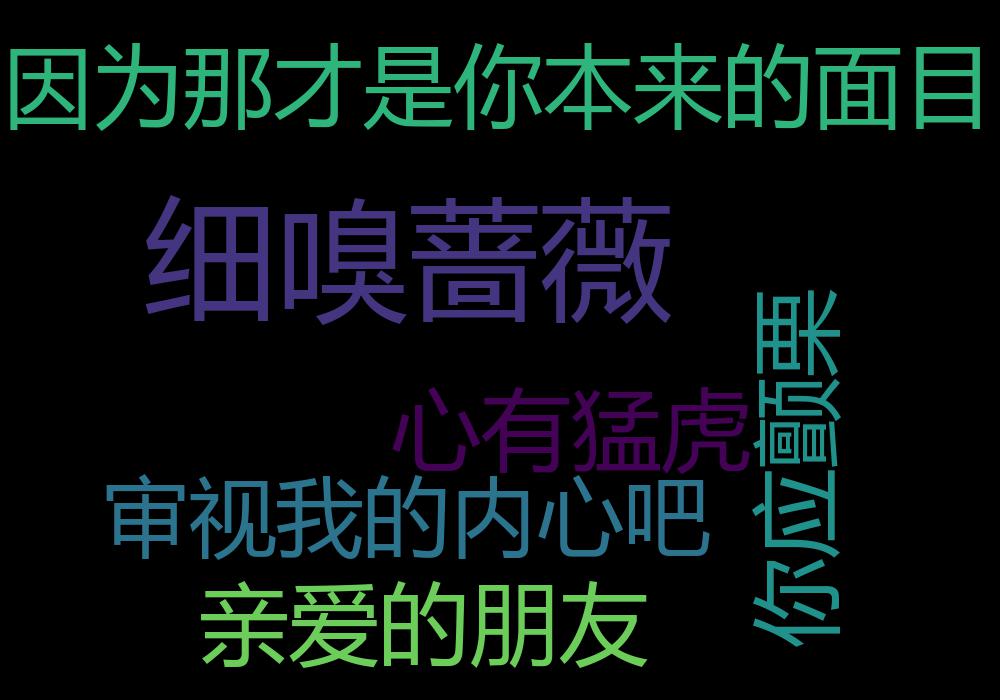 因为那才是你本来的面目
细嗅蔷薇
你应颤栗
心有猛虎
审视我的内心吧
亲爱的朋友